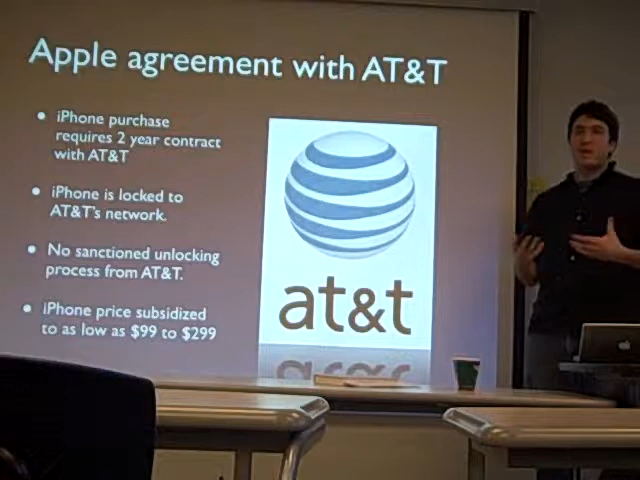 Apple agreement with AT&T
• iPhone purchase
requires 2 year contract
with AT&T
• iPhone is locked to
AT&T's network.
• No sanctioned unlocking
process from AT&T.
• iPhone price subsidized
to as low as $99 to $299
at&t